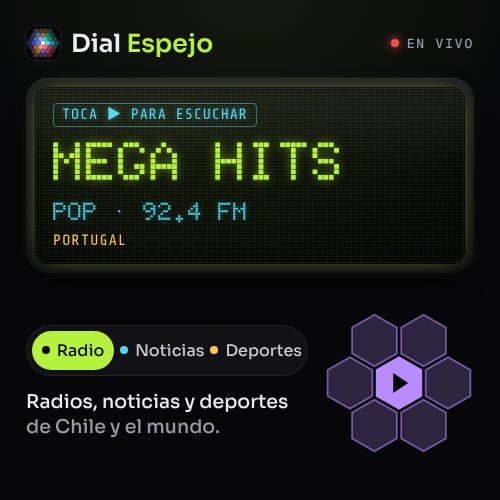 Dial Espejo
EN VIVO
TOCA ▶ PARA ESCUCHAR
MEGA HITS
POP · 92.4 FM
PORTUGAL
Radio
Noticias
Deportes
Radios, noticias y deportes
de Chile y el mundo.